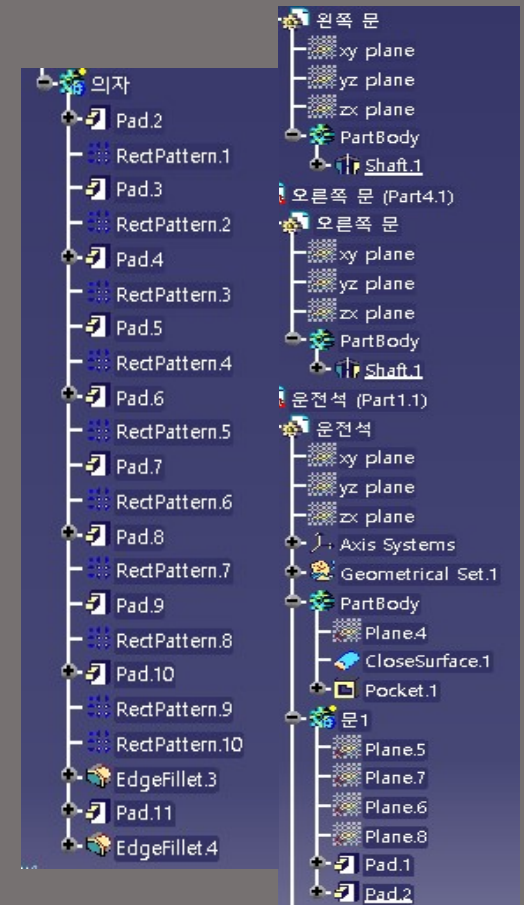 의자
Pad.2
RectPattern.1
Pad.3
RectPattern.2
Pad.4
RectPattern.3
Pad.5
RectPattern.4
Pad.6
RectPattern.5
Pad.7
RectPattern.6
Pad.8
RectPattern.7
Pad.9
RectPattern.8
Pad.10
RectPattern.9
RectPattern.10
EdgeFillet.3
Pad.11
EdgeFillet.4
왼쪽 문
xy plane
yz plane
zx plane
PartBody
Shaft.1
오른쪽 문 (Part4.1)
오른쪽 문
xy plane
yz plane
zx plane
PartBody
Shaft.1
운전석 (Part1.1)
운전석
xy plane
yz plane
zx plane
Axis Systems
Geometrical Set.1
PartBody
Plane.4
CloseSurface.1
Pocket.1
문1
Plane.5
Plane.7
Plane.6
Plane.8
Pad.1
Pad.2